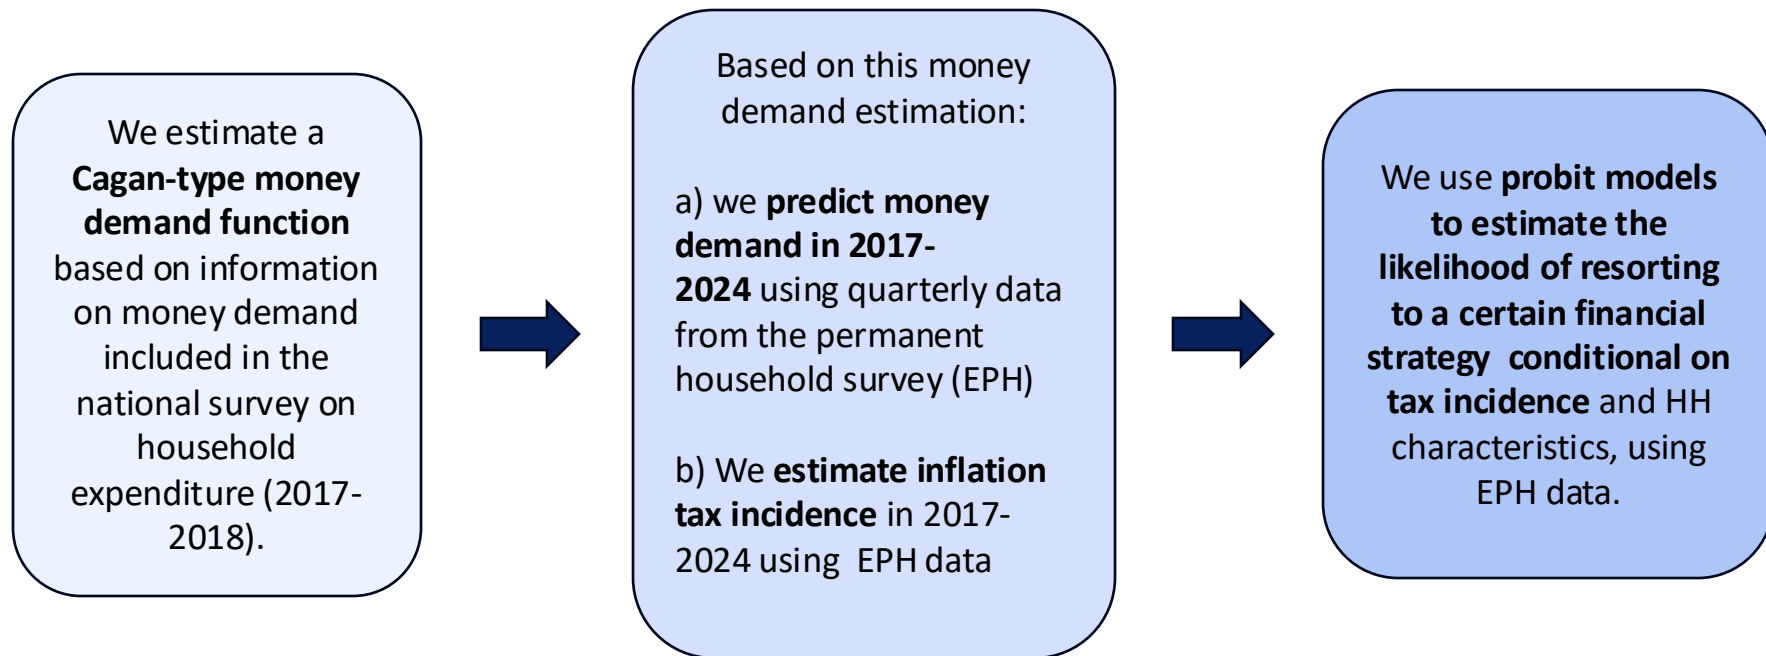 We estimate a
Cagan-type money
demand function
based on information
on money demand
included in the
national survey on
household
expenditure (2017-
2018).
Based on this money
demand estimation:
a) we predict money
demand in 2017-
2024 using quarterly data
from the permanent
household survey (EPH)
b) We estimate inflation
tax incidence in 2017-
2024 using EPH data
We use probit models
to estimate the
likelihood of resorting
to a certain financial
strategy conditional on
tax incidence and HH
characteristics, using
EPH data.